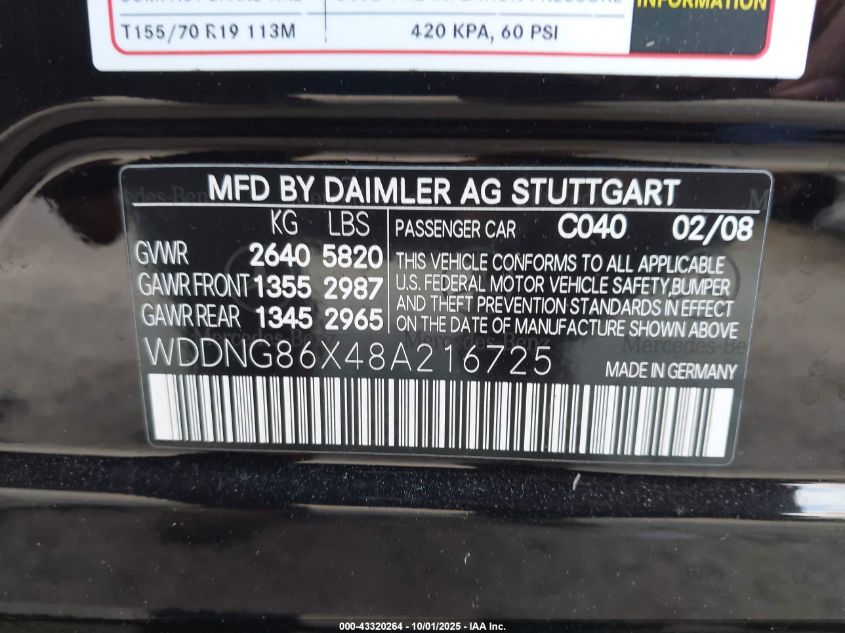 INFORMATION
T155/70 R19 113M 420 KPA, 60 PSI
MFD BY DAIMLER AG STUTTGART
KG LBS
GVWR 2640 5820
GAWR FRONT 1355 2987
GAWR REAR 1345 2965
PASSENGER CAR C040 02/08
THIS VEHICLE CONFORMS TO ALL APPLICABLE
U.S. FEDERAL MOTOR VEHICLE SAFETY,BUMPER
AND THEFT PREVENTION STANDARDS IN EFFECT
ON THE DATE OF MANUFACTURE SHOWN ABOVE
WDDNG86X48A216725 MADE IN GERMANY
Mercedes-Benz
000-43320264 - 10/01/2025 - IAA Inc.